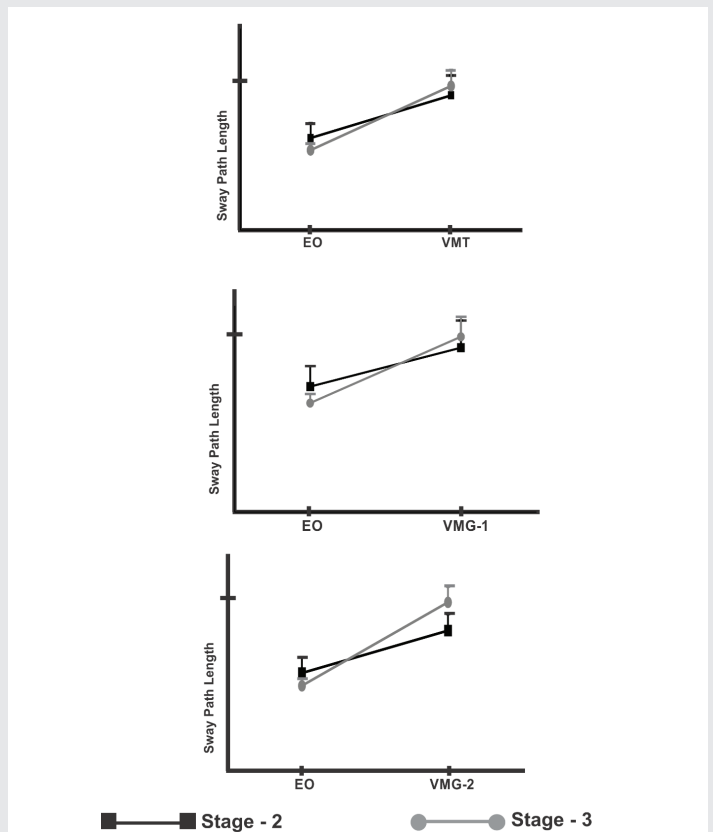 Sway Path Length
EO VMT
Sway Path Length
EO VMG-1
Sway Path Length
EO VMG-2
Stage - 2 Stage - 3